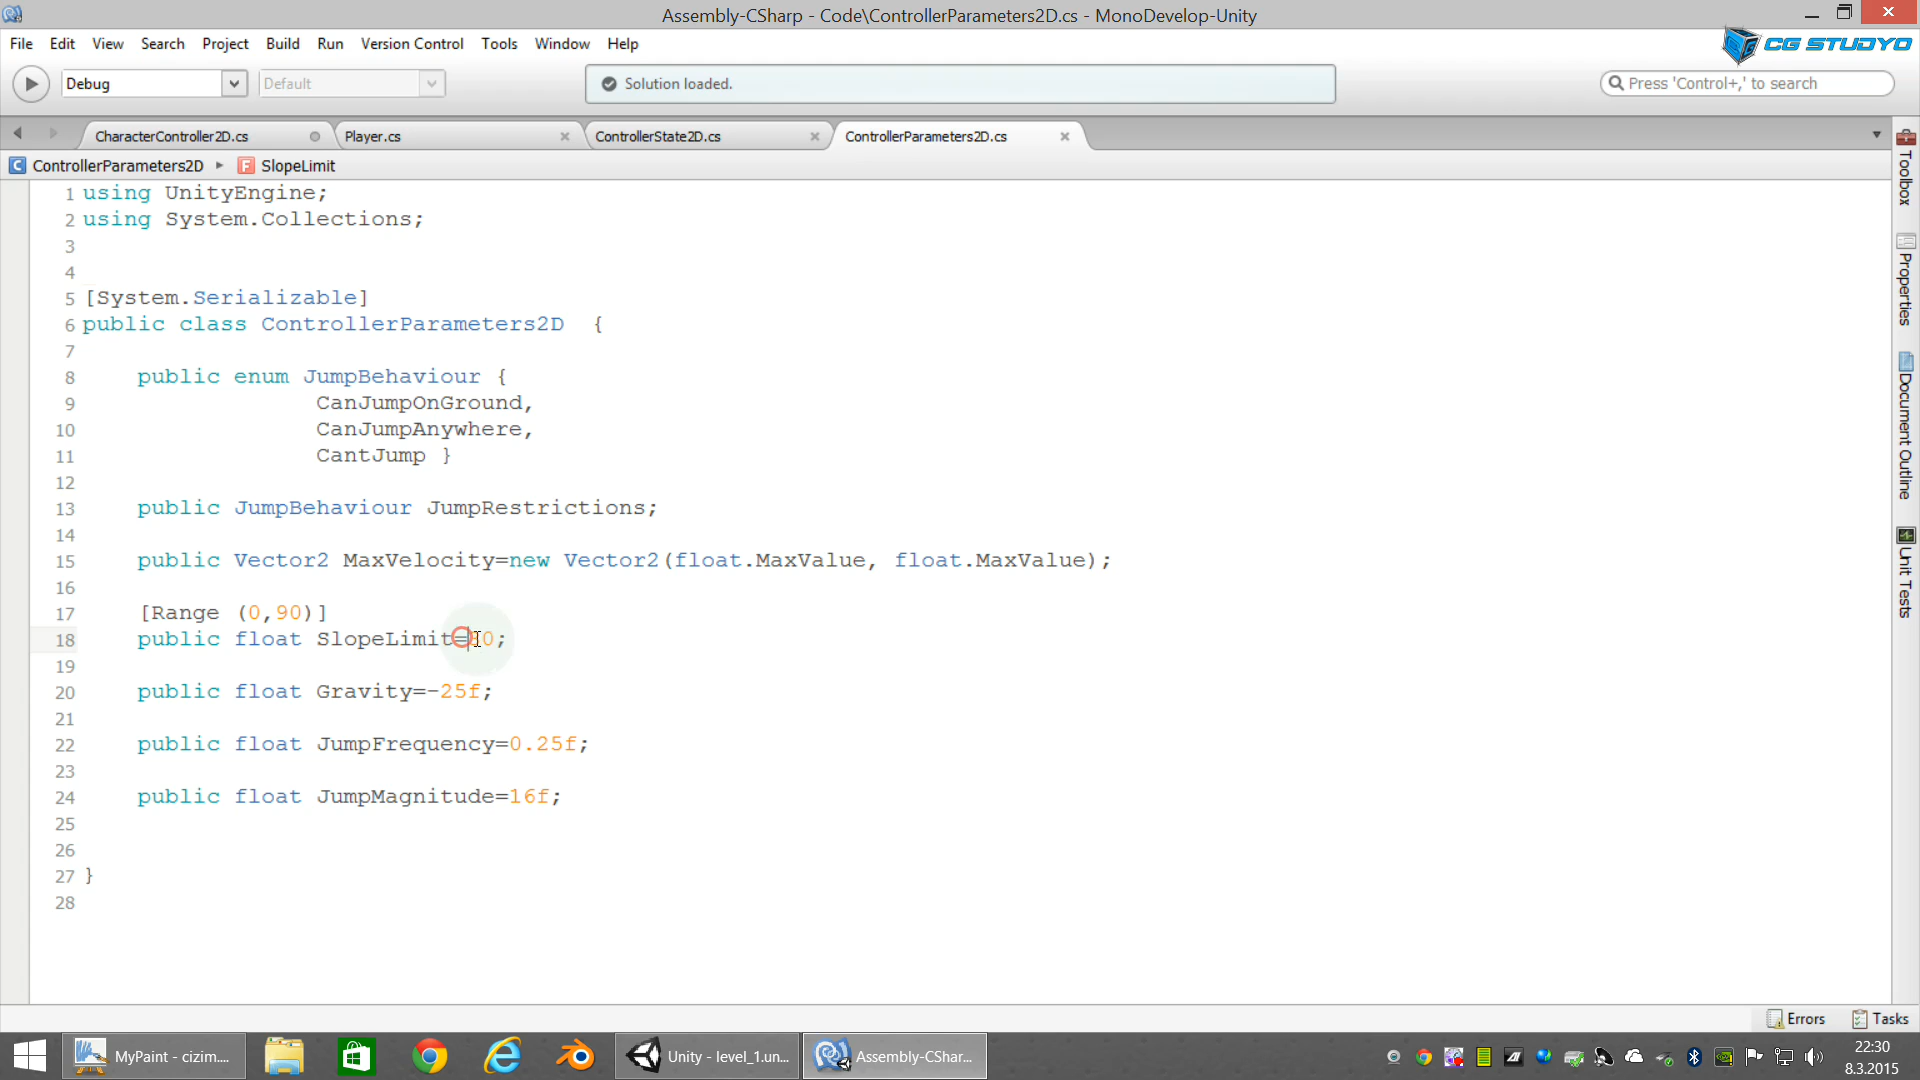 Assembly-CSharp - Code\ControllerParameters2D.cs - MonoDevelop-Unity
File Edit View Search Project Build Run Version Control Tools Window Help
CG STUDYO
Debug
Default
Solution loaded.
Press 'Control+,' to search
CharacterController2D.cs
Player.cs
ControllerState2D.cs
ControllerParameters2D.cs
ControllerParameters2D
SlopeLimit
1 using UnityEngine;
2 using System.Collections;
3
4
5 [System.Serializable]
6 public class ControllerParameters2D {
7
8 public enum JumpBehaviour {
9 CanJumpOnGround,
10 CanJumpAnywhere,
11 CantJump }
12
13 public JumpBehaviour JumpRestrictions;
14
15 public Vector2 MaxVelocity=new Vector2(float.MaxValue, float.MaxValue);
16
17 [Range (0,90)]
18 public float SlopeLimit=
19
20 public float Gravity=-25f;
21
22 public float JumpFrequency=0.25f;
23
24 public float JumpMagnitude=16f;
25
26
27 }
28
Toolbox
Properties
Document Outline
Unit Tests
Errors
Tasks
MyPaint - cizim....
Unity - level_1.un...
Assembly-CShar...
22:30
8.3.2015